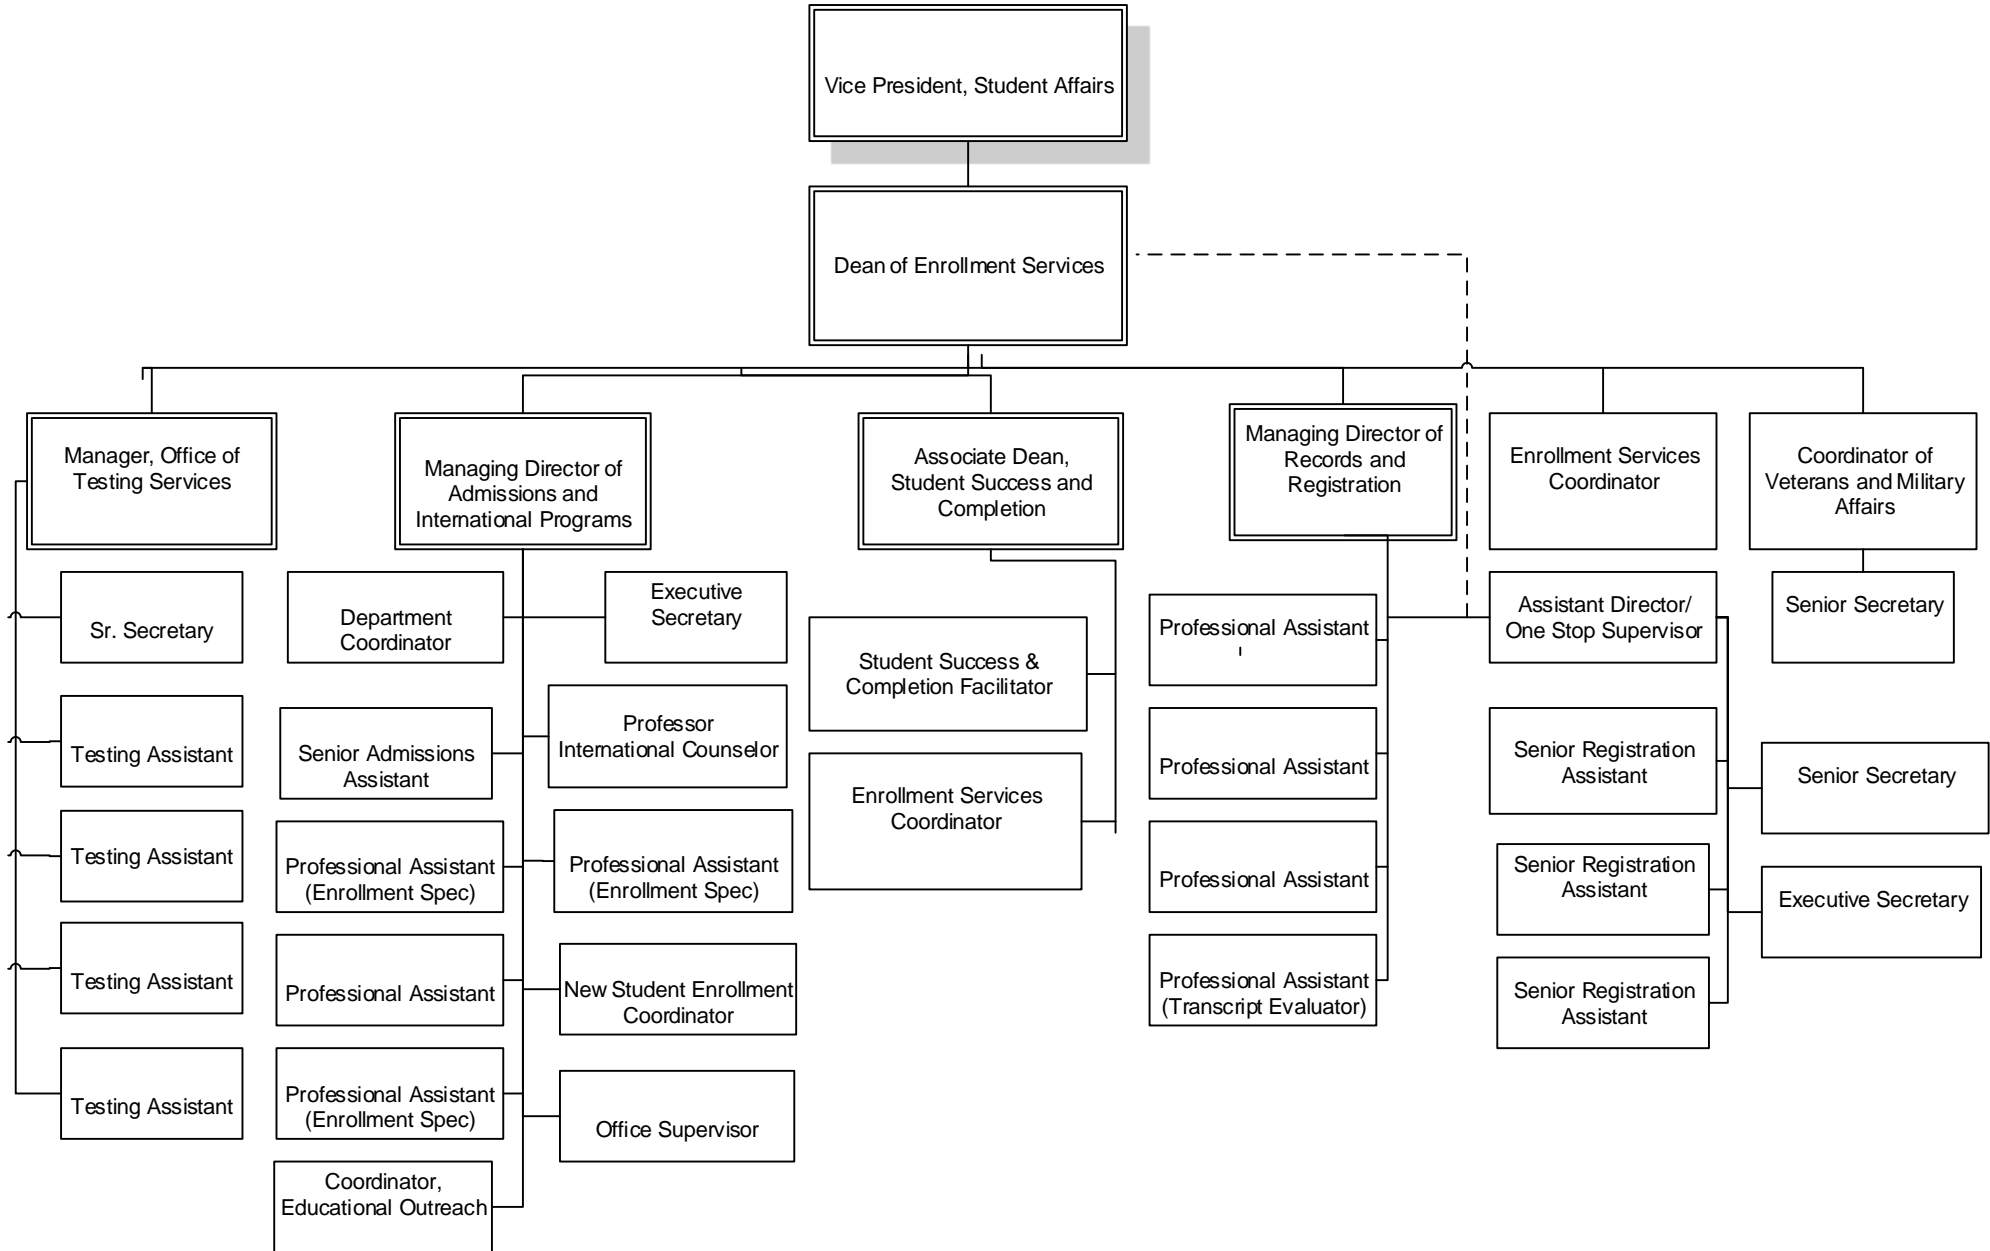 Vice President, Student Affairs
Dean of Enrollment Services
Manager, Office of
Testing Services
Managing Director of
Admissions and
International Programs
Associate Dean,
Student Success and
Completion
Managing Director of
Records and
Registration
Enrollment Services
Coordinator
Coordinator of
Veterans and Military
Affairs
Sr. Secretary
Testing Assistant
Testing Assistant
Testing Assistant
Testing Assistant
Department
Coordinator
Executive
Secretary
Senior Admissions
Assistant
Professor
International Counselor
Professional Assistant
(Enrollment Spec)
Professional Assistant
(Enrollment Spec)
Professional Assistant
New Student Enrollment
Coordinator
Professional Assistant
(Enrollment Spec)
Office Supervisor
Coordinator,
Educational Outreach
Student Success &
Completion Facilitator
Enrollment Services
Coordinator
Professional Assistant
Professional Assistant
Professional Assistant
Professional Assistant
(Transcript Evaluator)
Assistant Director/
One Stop Supervisor
Senior Registration
Assistant
Senior Registration
Assistant
Senior Registration
Assistant
Senior Secretary
Senior Secretary
Executive Secretary